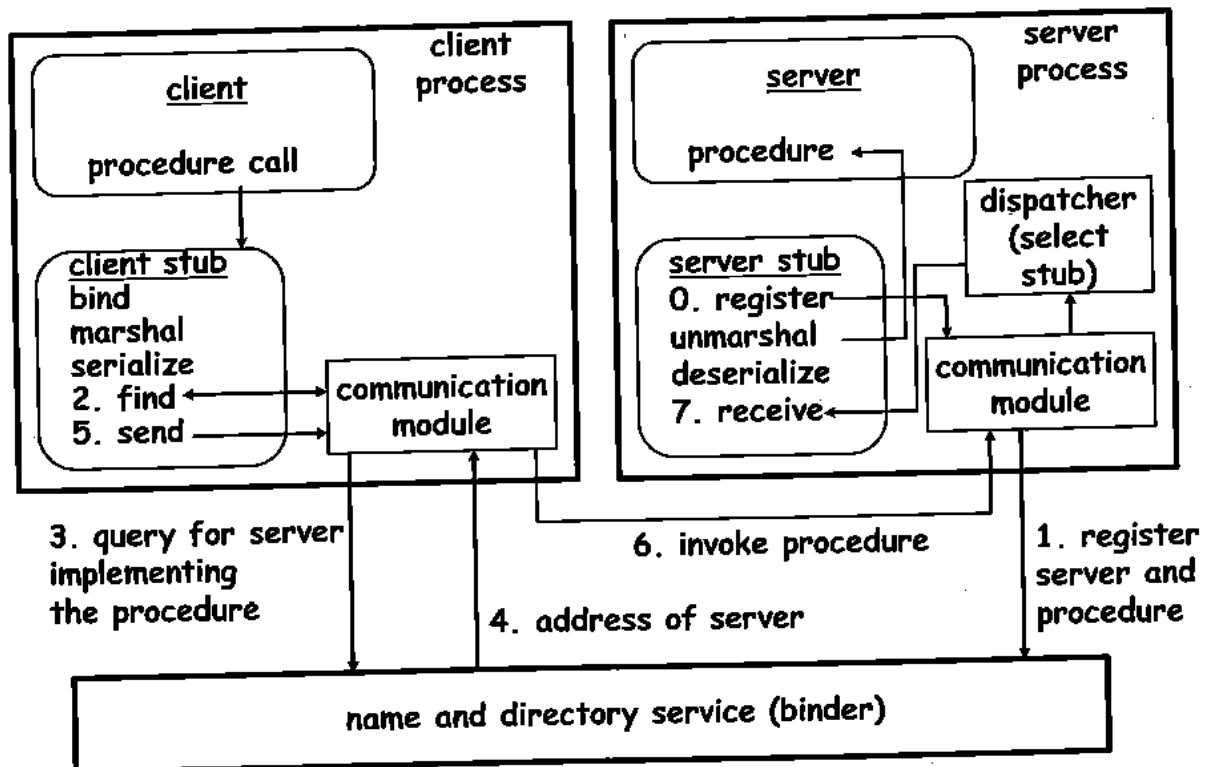 client
process
client
procedure call
client stub
bind
marshal
serialize
2. find
5. send
communication
module
server
process
server
procedure
dispatcher
(select
stub)
server stub
0. register
unmarshal
deserialize
7. receive
communication
module
3. query for server
implementing
the procedure
4. address of server
6. invoke procedure
1. register
server and
procedure
name and directory service (binder)